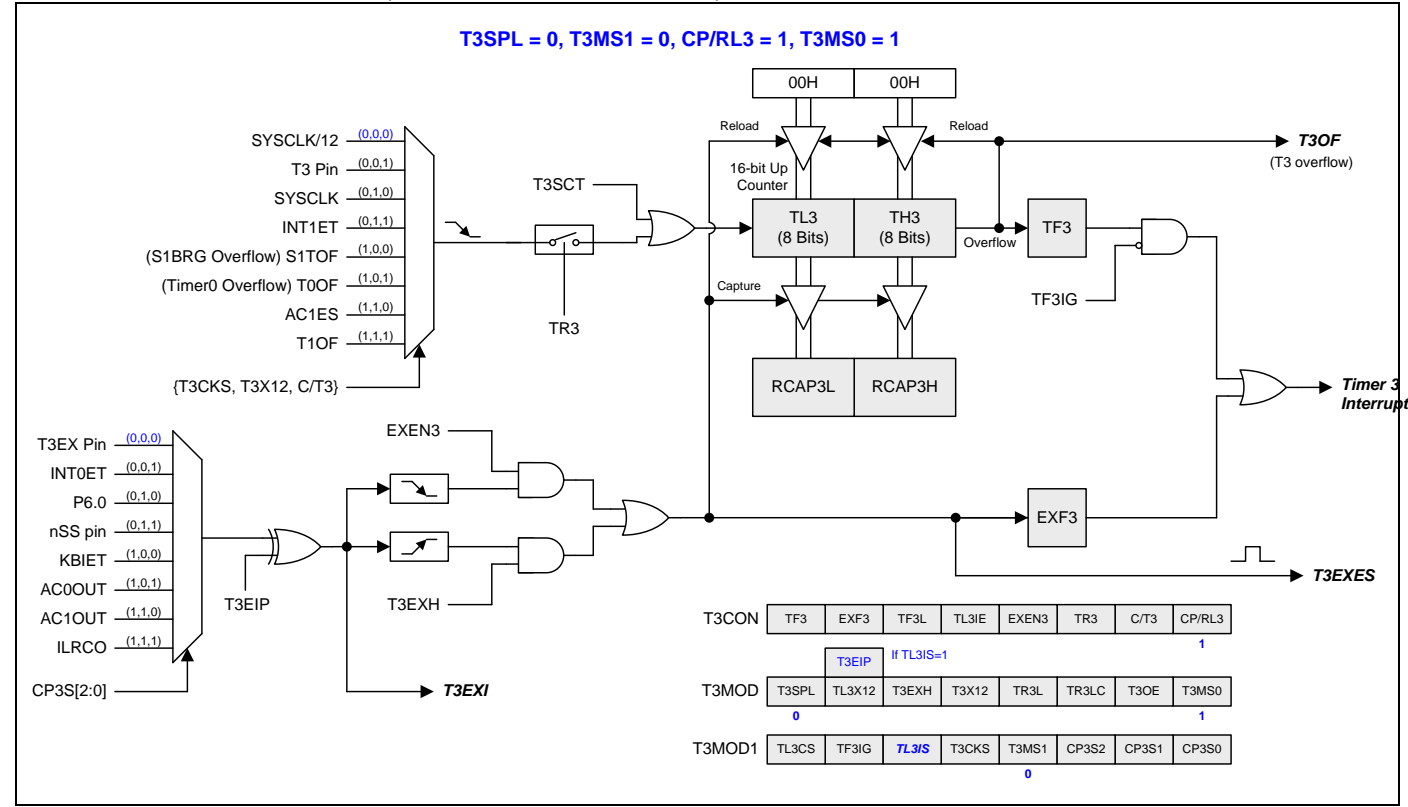 T3SPL = 0, T3MS1 = 0, CP/RL3 = 1, T3MS0 = 1
00H 00H
Reload Reload
T3OF
(T3 overflow)
SYSCLK/12 (0,0,0)
T3 Pin (0,0,1)
SYSCLK (0,1,0)
INT1ET (0,1,1)
(S1BRG Overflow) S1TOF (1,0,0)
(Timer0 Overflow) T0OF (1,0,1)
AC1ES (1,1,0)
T1OF (1,1,1)
{T3CKS, T3X12, C/T3}
TR3
T3SCT
16-bit Up
Counter
TL3
(8 Bits)
TH3
(8 Bits)
Overflow
TF3
TF3IG
Capture
RCAP3L RCAP3H
Timer 3
Interrupt
T3EX Pin (0,0,0)
INT0ET (0,0,1)
P6.0 (0,1,0)
nSS pin (0,1,1)
KBIET (1,0,0)
AC0OUT (1,0,1)
AC1OUT (1,1,0)
ILRCO (1,1,1)
CP3S[2:0]
T3EIP
EXEN3
T3EXH
T3EXI
EXF3
T3EXES
T3CON TF3 EXF3 TF3L TL3IE EXEN3 TR3 C/T3 CP/RL3
1
T3EIP If TL3IS=1
T3MOD T3SPL TL3X12 T3EXH T3X12 TR3L TR3LC T3OE T3MS0
0 1
T3MOD1 TL3CS TF3IG TL3IS T3CKS T3MS1 CP3S2 CP3S1 CP3S0
0